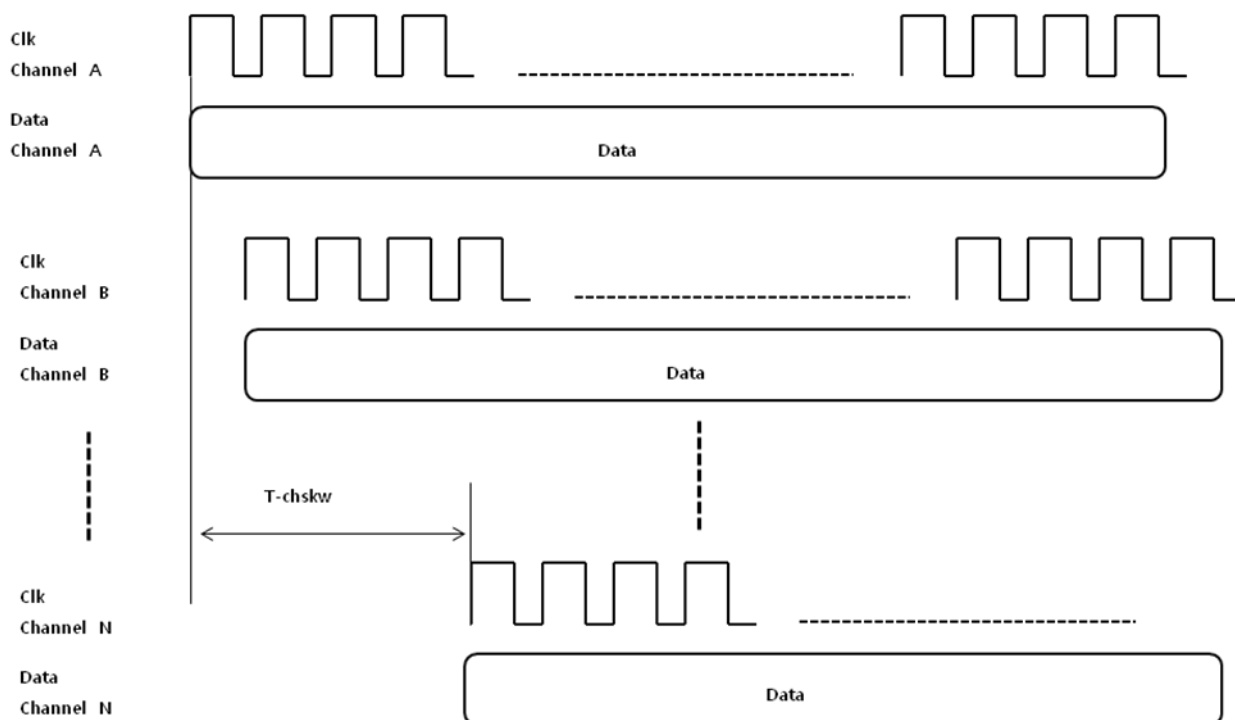 Clk
Channel A
Data
Channel A
Data
Clk
Channel B
Data
Channel B
Data
T-chskw
Clk
Channel N
Data
Channel N
Data